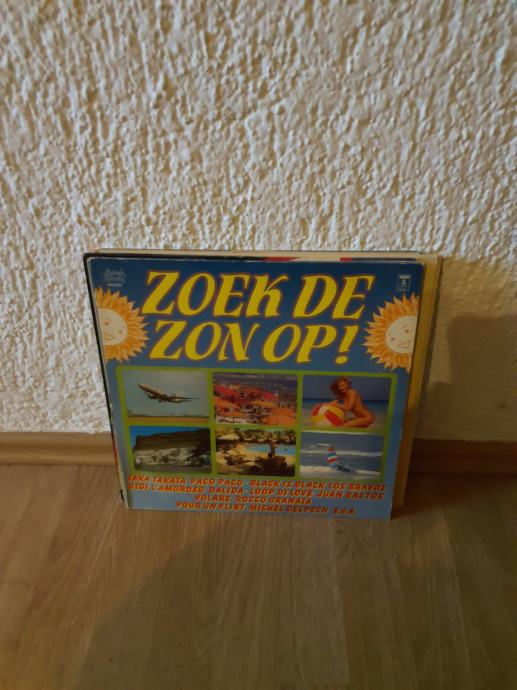 ZOEK DE
ZON OP!
TAKA TAKATA PACO PACO · BLACK IS BLACK LOS BRAVOS
GIGI L'AMOROSO DALIDA LOOP DI LOVE JUAN BASTOS
VOLARE ROCCO GRANATA
POUR UN FLIRT MICHEL DELPECH E.V.A.